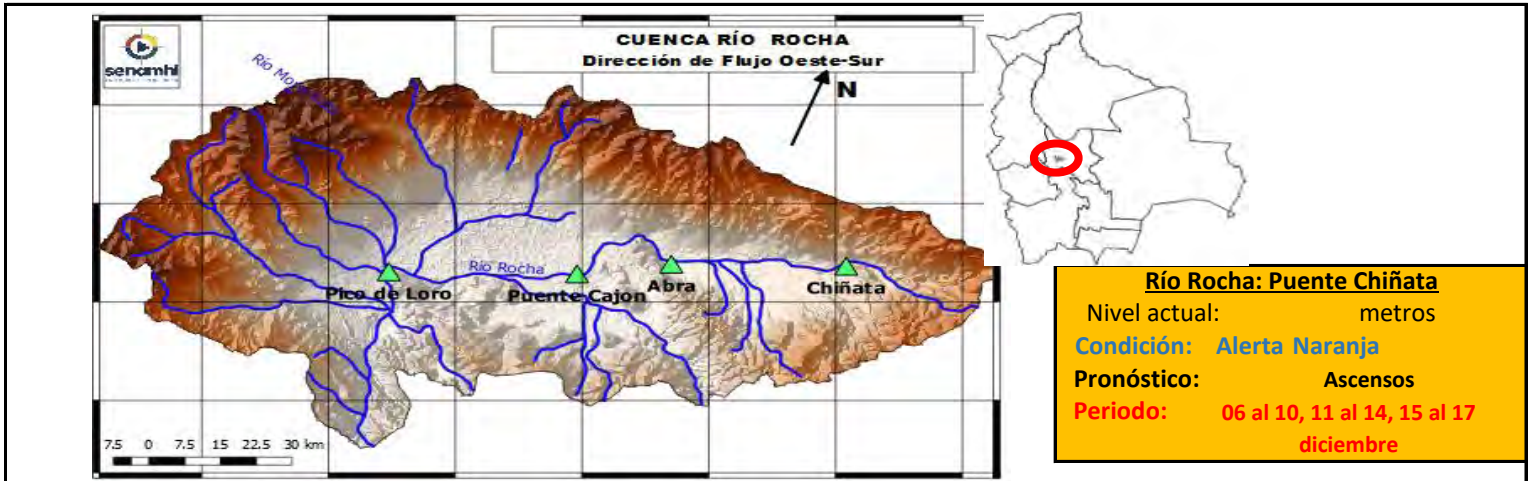 senamhi
CUENCA RÍO ROCHA
Dirección de Flujo Oeste-Sur
N
Río Rocha
Pico de Loro
Puente Cajon
Abra
Chiñata
7.5 0 7.5 15 22.5 30 km
Río Rocha: Puente Chiñata
Nivel actual: metros
Condición: Alerta Naranja
Pronóstico: Ascensos
Periodo: 06 al 10, 11 al 14, 15 al 17
diciembre